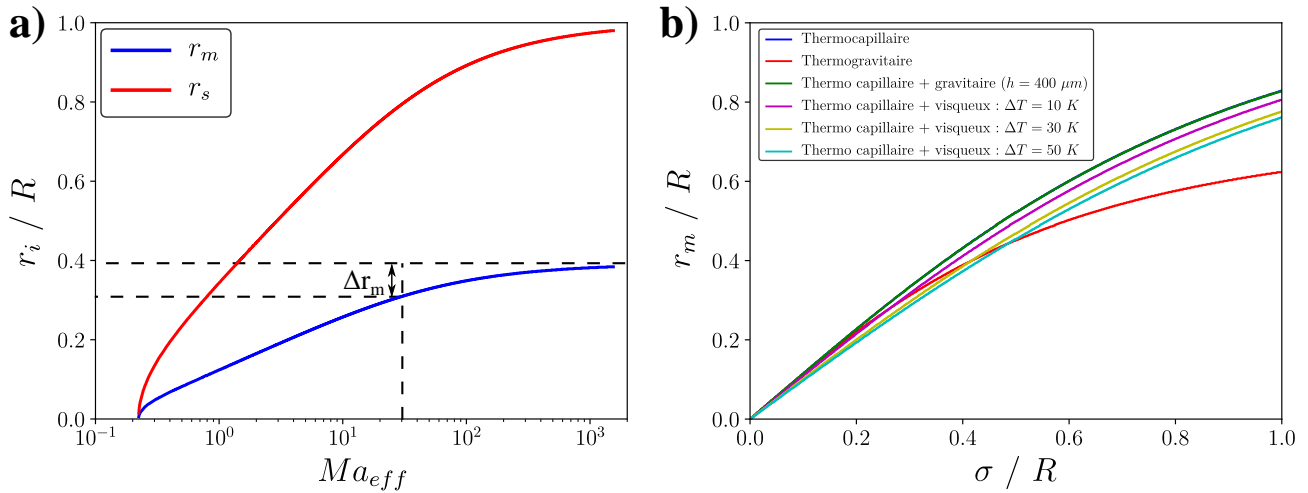 a)
1.0
0.8
0.6
0.4
0.2
0.0
r_i / R
r_m
r_s
Δr_m
10^{-1}
10^0
10^1
10^2
10^3
Ma_{eff}
b)
1.0
0.8
0.6
0.4
0.2
0.0
r_m / R
Thermocapillaire
Thermogravitaire
Thermo capillaire + gravitaire (h = 400 μm)
Thermo capillaire + visqueux : ΔT = 10 K
Thermo capillaire + visqueux : ΔT = 30 K
Thermo capillaire + visqueux : ΔT = 50 K
0.0
0.2
0.4
0.6
0.8
1.0
σ / R